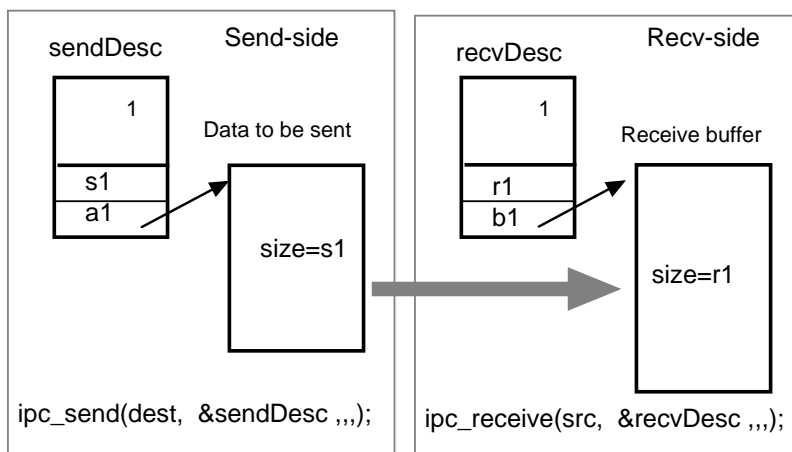 Send-side
sendDesc
1
Data to be sent
s1
a1
size=s1
ipc_send(dest, &sendDesc ,,,);
Recv-side
recvDesc
1
Receive buffer
r1
b1
size=r1
ipc_receive(src, &recvDesc ,,,);